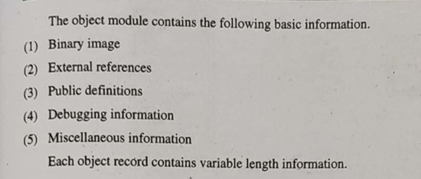 The object module contains the following basic information.
(1) Binary image
(2) External references
(3) Public definitions
(4) Debugging information
(5) Miscellaneous information
Each object record contains variable length information.